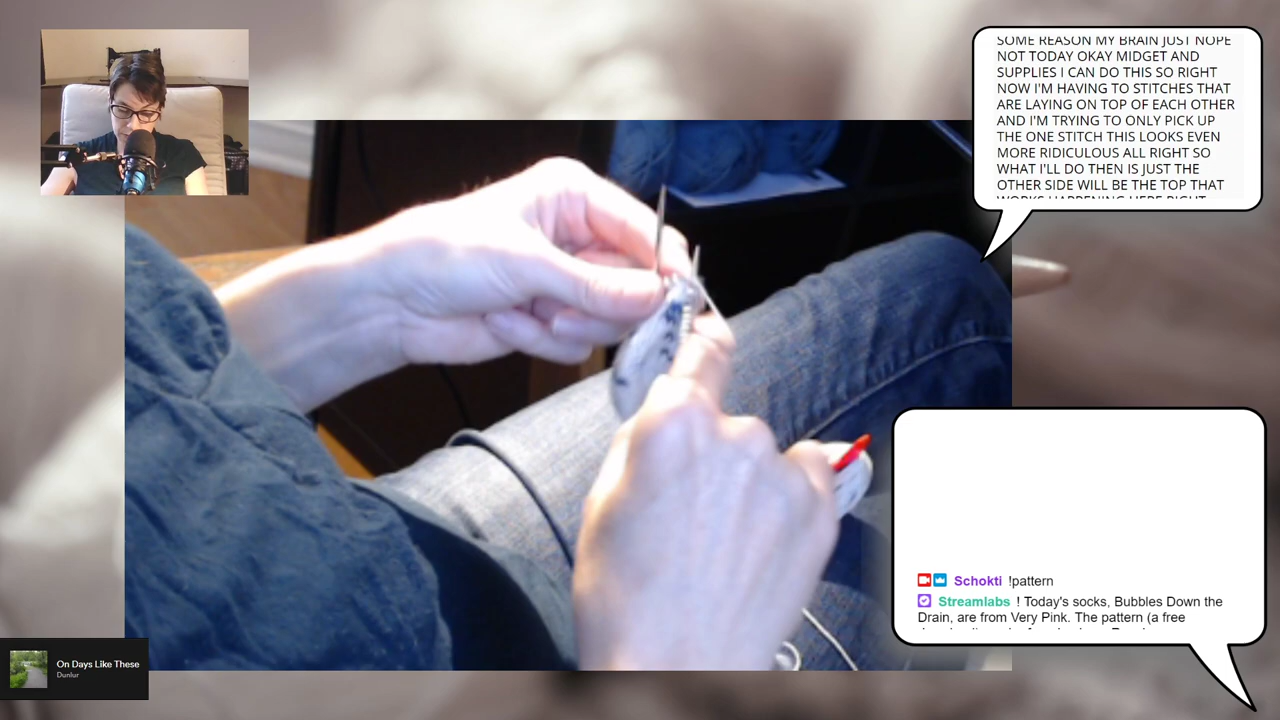 SOME REASON MY BRAIN JUST NOPE
NOT TODAY OKAY MIDGET AND
SUPPLIES I CAN DO THIS SO RIGHT
NOW I'M HAVING TO STITCHES THAT
ARE LAYING ON TOP OF EACH OTHER
AND I'M TRYING TO ONLY PICK UP
THE ONE STITCH THIS LOOKS EVEN
MORE RIDICULOUS ALL RIGHT SO
WHAT I'LL DO THEN IS JUST THE
OTHER SIDE WILL BE THE TOP THAT
WORKS HAPPENING HERE RIGHT
Schokti !pattern
Streamlabs ! Today's socks, Bubbles Down the
Drain, are from Very Pink. The pattern (a free
On Days Like These
Dunlur